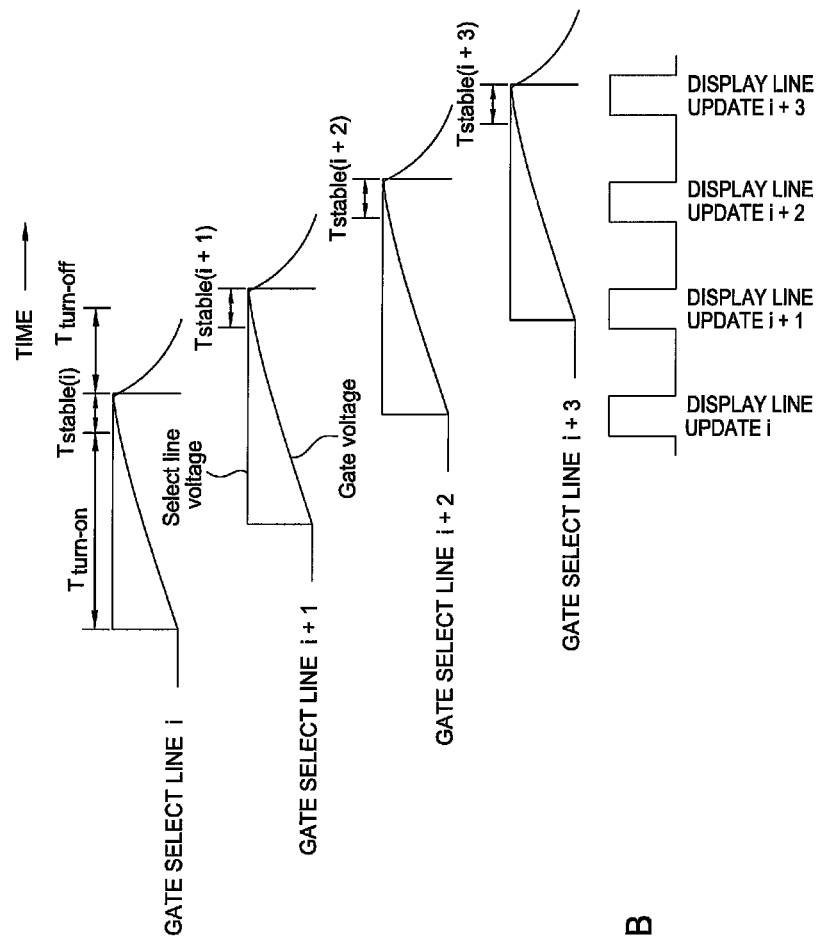 TIME
Tturn-on
Tstable(i)
Tturn-off
GATE SELECT LINE i
Select line
voltage
Tstable(i + 1)
Gate voltage
GATE SELECT LINE i + 1
Tstable(i + 2)
GATE SELECT LINE i + 2
Tstable(i + 3)
GATE SELECT LINE i + 3
DISPLAY LINE
UPDATE i
DISPLAY LINE
UPDATE i + 1
DISPLAY LINE
UPDATE i + 2
DISPLAY LINE
UPDATE i + 3
B